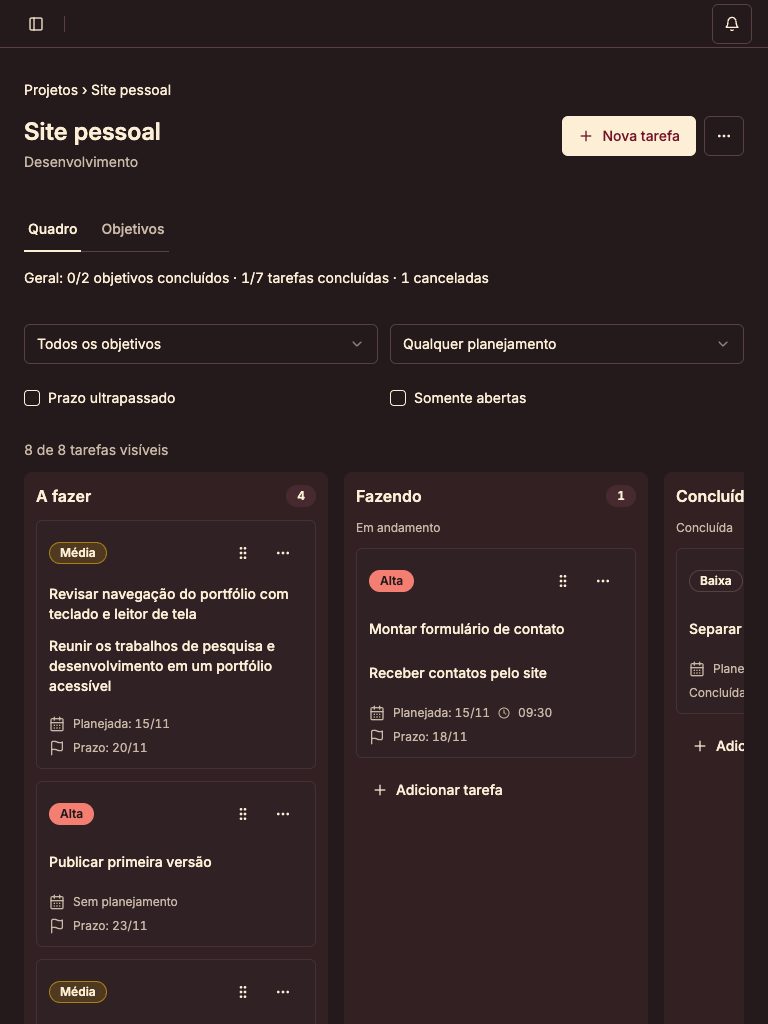 Projetos › Site pessoal
Site pessoal
Desenvolvimento
+ Nova tarefa
Quadro
Objetivos
Geral: 0/2 objetivos concluídos · 1/7 tarefas concluídas · 1 canceladas
Todos os objetivos
Qualquer planejamento
Prazo ultrapassado
Somente abertas
8 de 8 tarefas visíveis
A fazer
4
Média
Revisar navegação do portfólio com
teclado e leitor de tela
Reunir os trabalhos de pesquisa e
desenvolvimento em um portfólio
acessível
Planejada: 15/11
Prazo: 20/11
Alta
Publicar primeira versão
Sem planejamento
Prazo: 23/11
Média
Fazendo
1
Em andamento
Alta
Montar formulário de contato
Receber contatos pelo site
Planejada: 15/11
09:30
Prazo: 18/11
+ Adicionar tarefa
Concluíd
Concluída
Baixa
Separar
Plane
Concluída
+ Adic